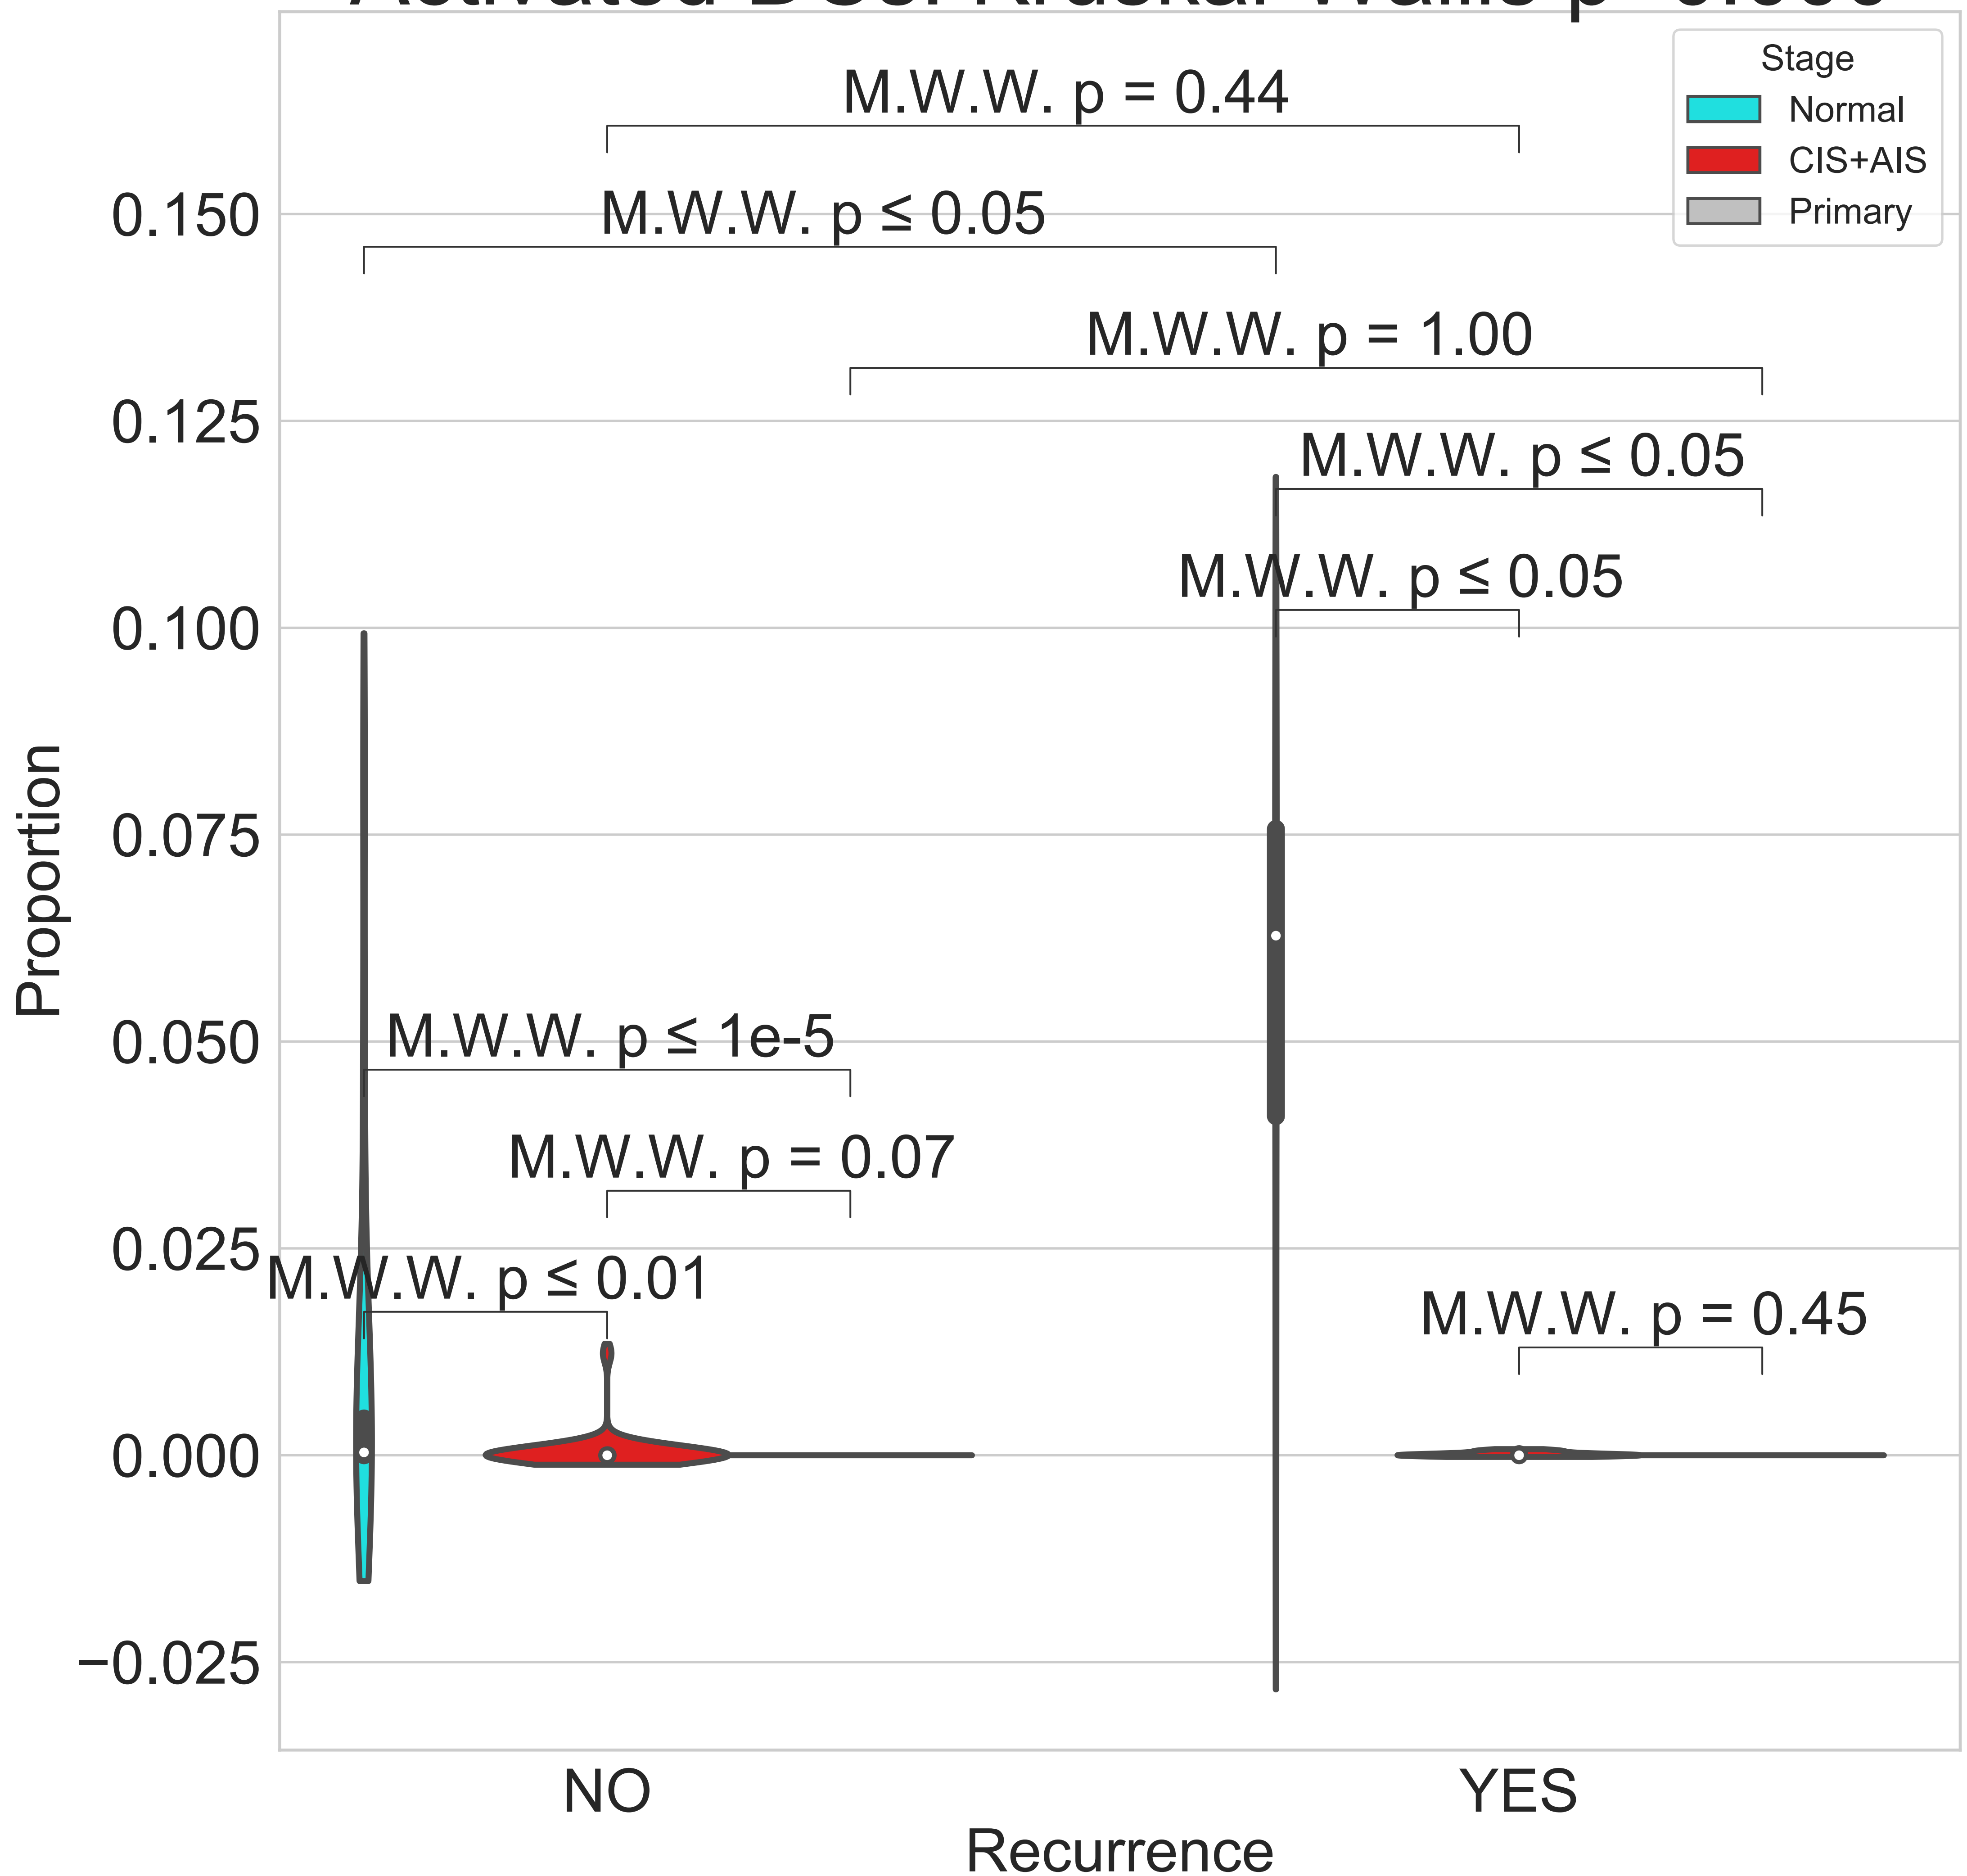 Stage
Normal
CIS+AIS
Primary
M.W.W. p = 0.44
M.W.W. p ≤ 0.05
M.W.W. p = 1.00
M.W.W. p ≤ 0.05
M.W.W. p ≤ 0.05
M.W.W. p ≤ 1e-5
M.W.W. p = 0.07
M.W.W. p ≤ 0.01
M.W.W. p = 0.45
0.150
0.125
0.100
0.075
0.050
0.025
0.000
−0.025
Proportion
NO
YES
Recurrence